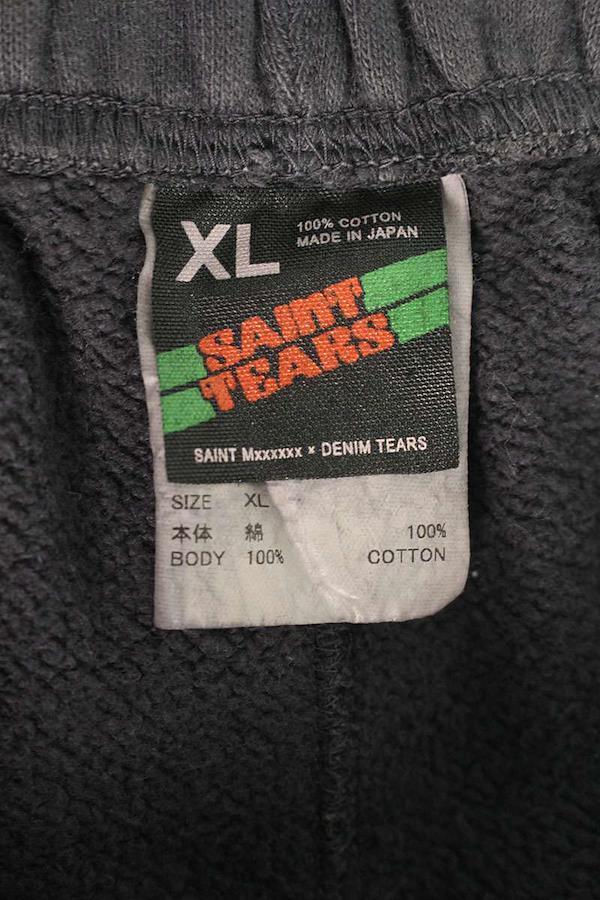 XL
100% COTTON
MADE IN JAPAN
SAINT
TEARS
SAINT Mxxxxxx × DENIM TEARS
SIZE XL
本体 綿 100%
BODY 100% COTTON